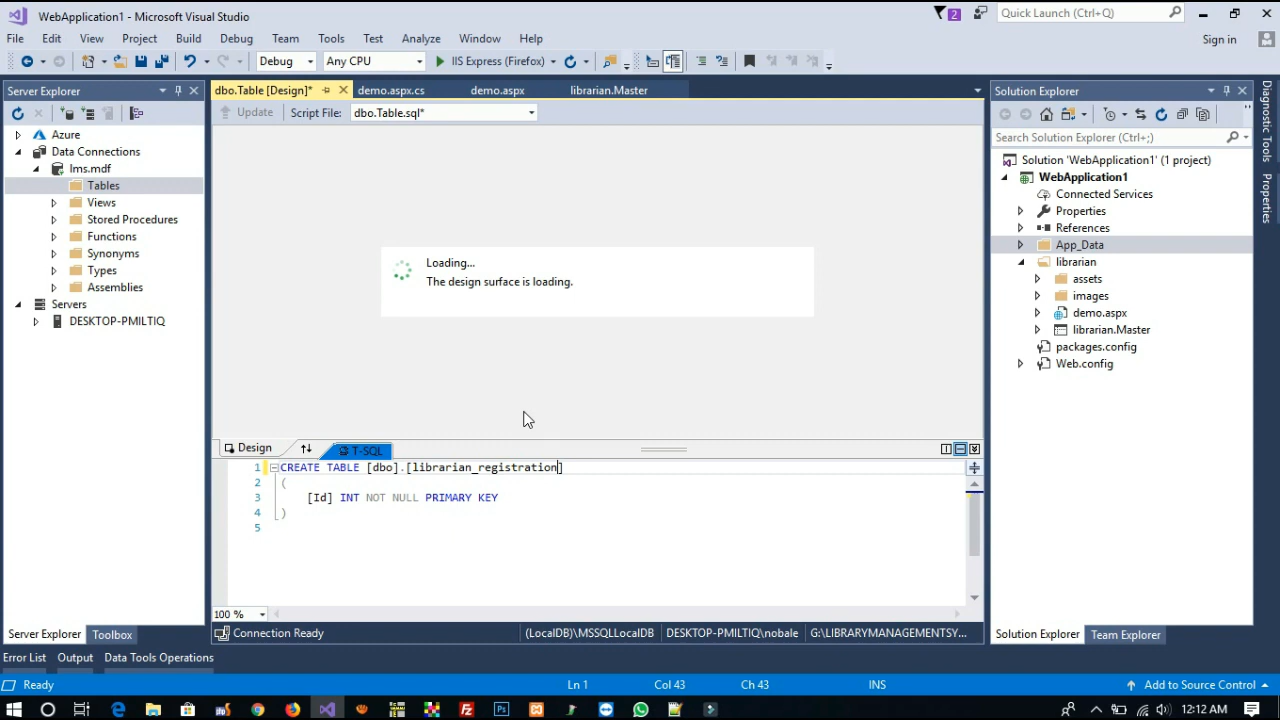 WebApplication1 - Microsoft Visual Studio
2
Quick Launch (Ctrl+Q)
File Edit View Project Build Debug Team Tools Test Analyze Window Help
Sign in
Debug Any CPU IIS Express (Firefox)
Server Explorer
dbo.Table [Design]* demo.aspx.cs demo.aspx librarian.Master
Solution Explorer
Update Script File: dbo.Table.sql*
Azure
Data Connections
lms.mdf
Tables
Views
Stored Procedures
Functions
Synonyms
Types
Assemblies
Servers
DESKTOP-PMILTIQ
Loading...
The design surface is loading.
Design T-SQL
1 CREATE TABLE [dbo].[librarian_registration]
2 (
3 [Id] INT NOT NULL PRIMARY KEY
4 )
5
100 %
Connection Ready (LocalDB)\MSSQLLocalDB DESKTOP-PMILTIQ\nobale G:\LIBRARYMANAGEMENTSY...
Search Solution Explorer (Ctrl+;)
Solution 'WebApplication1' (1 project)
WebApplication1
Connected Services
Properties
References
App_Data
librarian
assets
images
demo.aspx
librarian.Master
packages.config
Web.config
Diagnostic Tools
Properties
Server Explorer Toolbox
Solution Explorer Team Explorer
Error List Output Data Tools Operations
Ready Ln 1 Col 43 Ch 43 INS Add to Source Control
12:12 AM